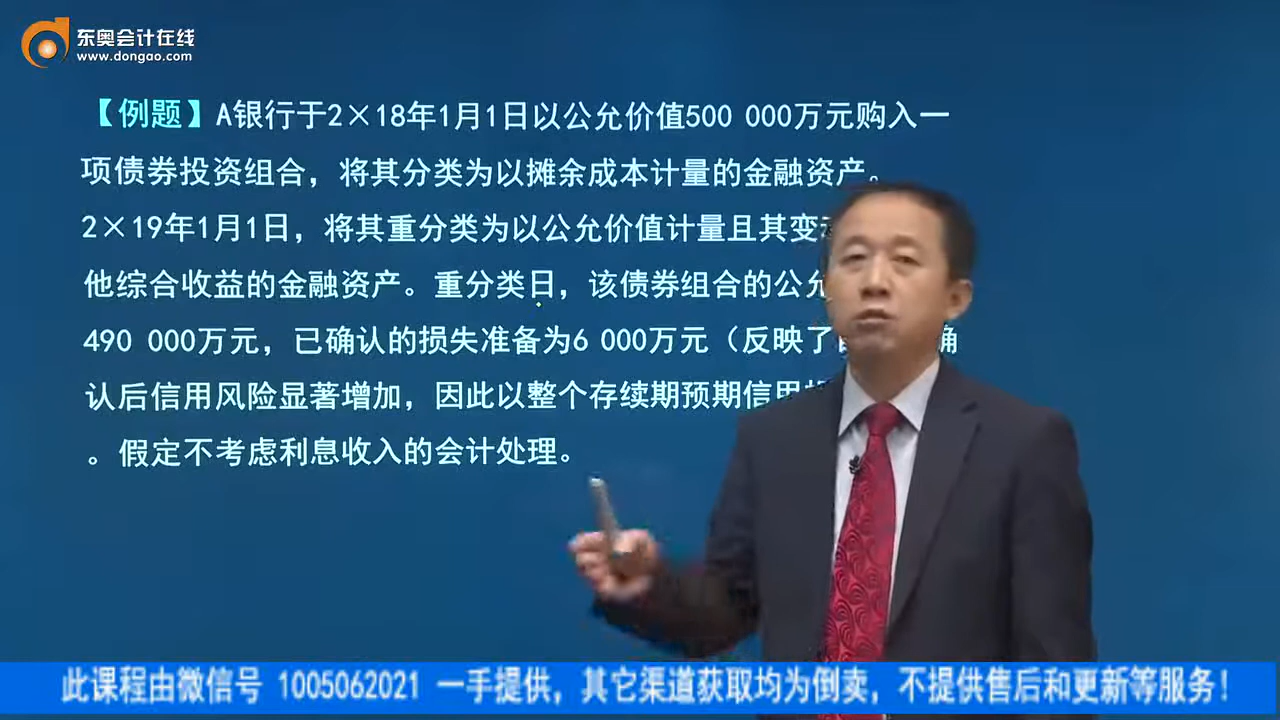 东奥会计在线
www.dongao.com
【例题】A银行于2×18年1月1日以公允价值500 000万元购入一
项债券投资组合，将其分类为以摊余成本计量的金融资产。
2×19年1月1日，将其重分类为以公允价值计量且其变
他综合收益的金融资产。重分类日，该债券组合的公允
490 000万元，已确认的损失准备为6 000万元（反映了
认后信用风险显著增加，因此以整个存续期预期信用
。假定不考虑利息收入的会计处理。
此课程由微信号 1005062021 一手提供，其它渠道获取均为倒卖，不提供售后和更新等服务！